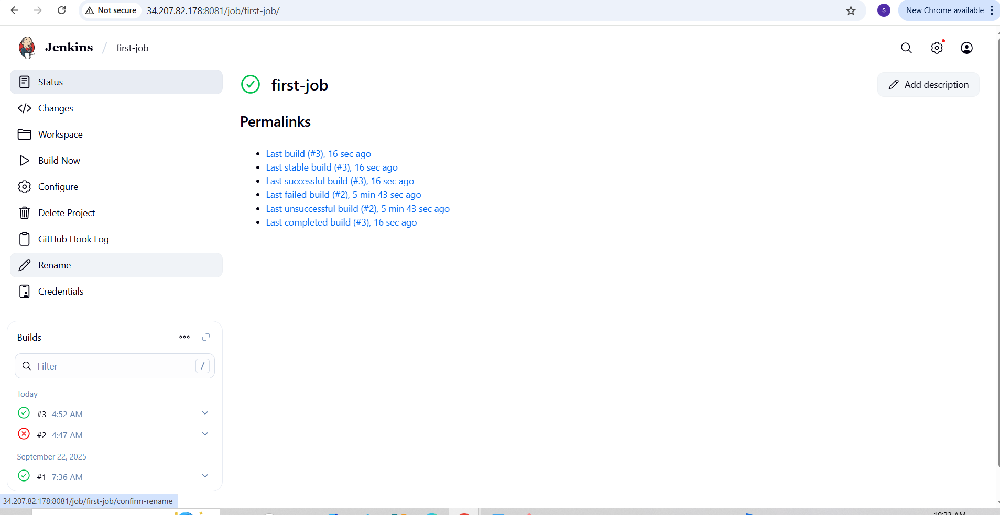 Not secure 34.207.82.178:8081/job/first-job/ S New Chrome available
Jenkins / first-job
Status
Changes
Workspace
Build Now
Configure
Delete Project
GitHub Hook Log
Rename
Credentials
first-job
Add description
Permalinks
Last build (#3), 16 sec ago
Last stable build (#3), 16 sec ago
Last successful build (#3), 16 sec ago
Last failed build (#2), 5 min 43 sec ago
Last unsuccessful build (#2), 5 min 43 sec ago
Last completed build (#3), 16 sec ago
Builds
Filter /
Today
#3 4:52 AM
#2 4:47 AM
September 22, 2025
#1 7:36 AM
34.207.82.178:8081/job/first-job/confirm-rename